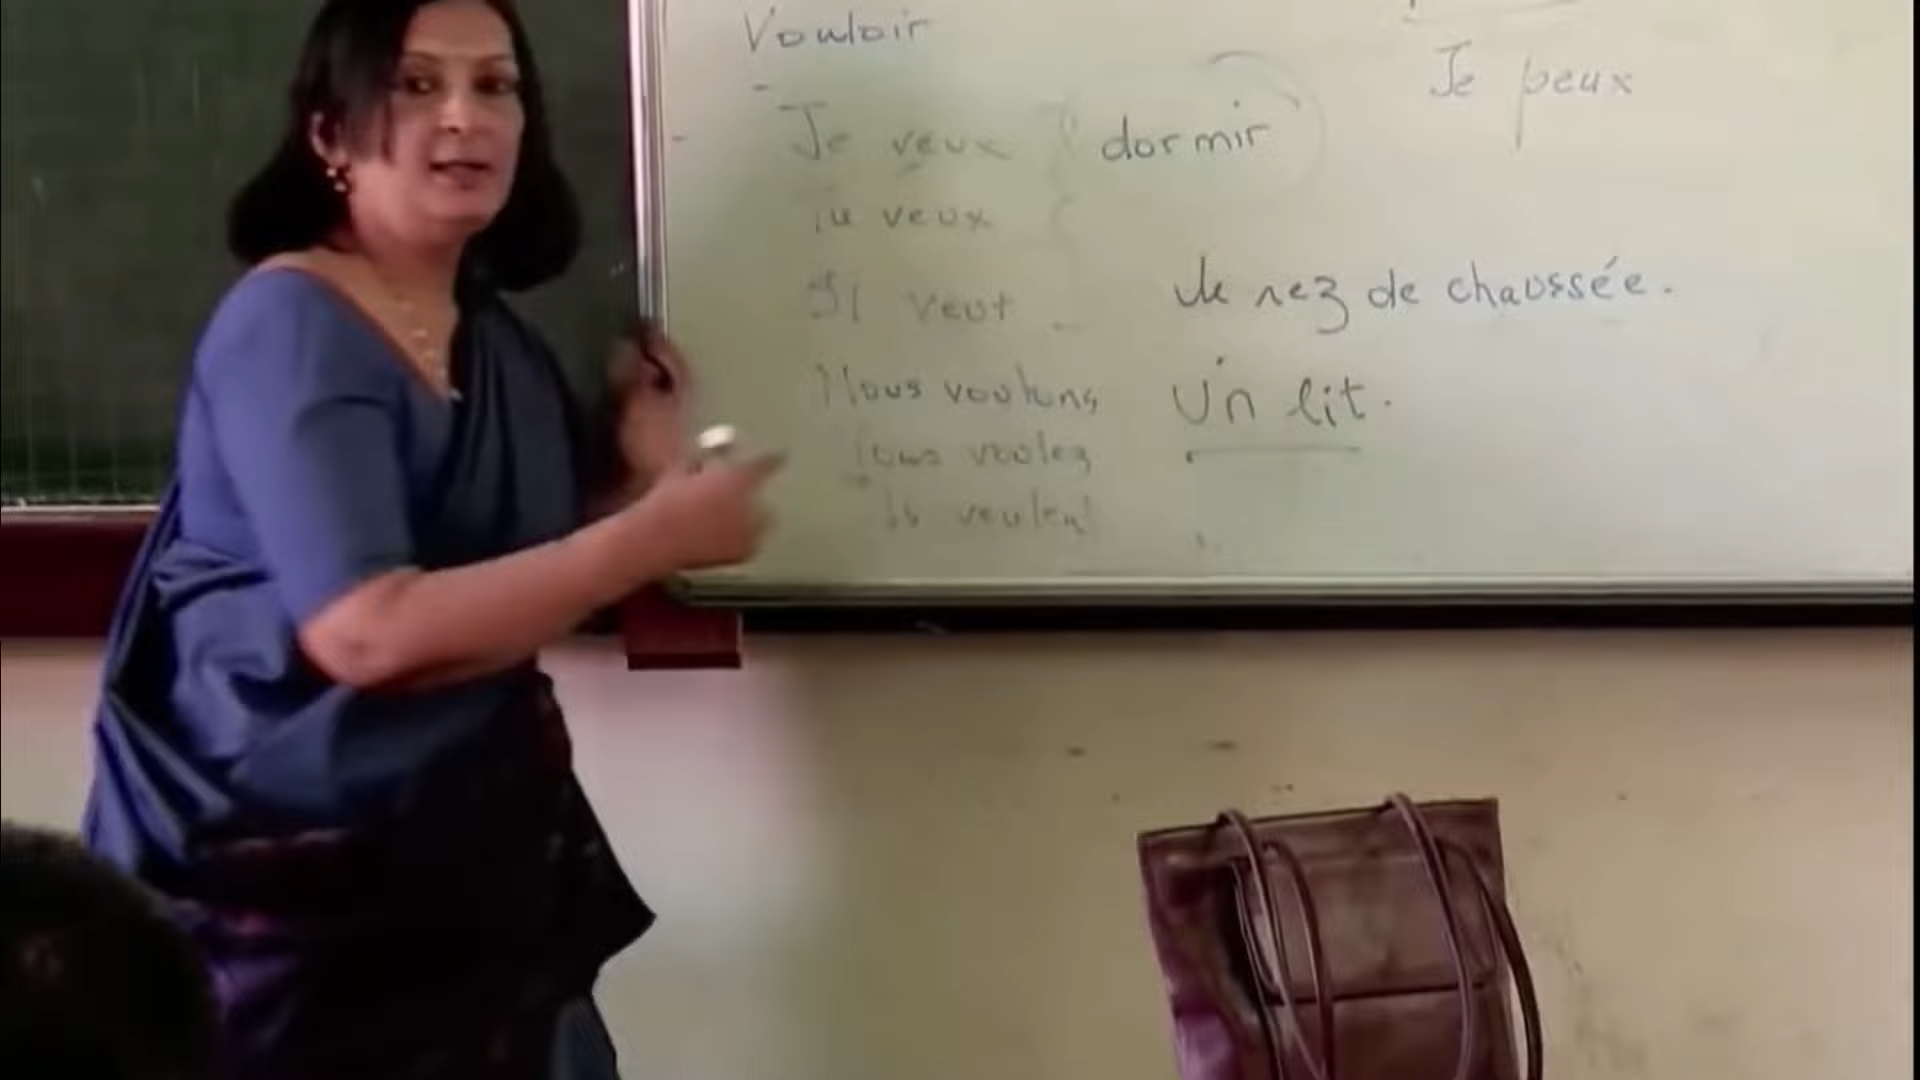 Vouloir
Je peux
Je veux dormir
Tu veux
Il veut
le rez de chaussée.
Nous voulons
Un lit.
Vous voulez
Ils veulent